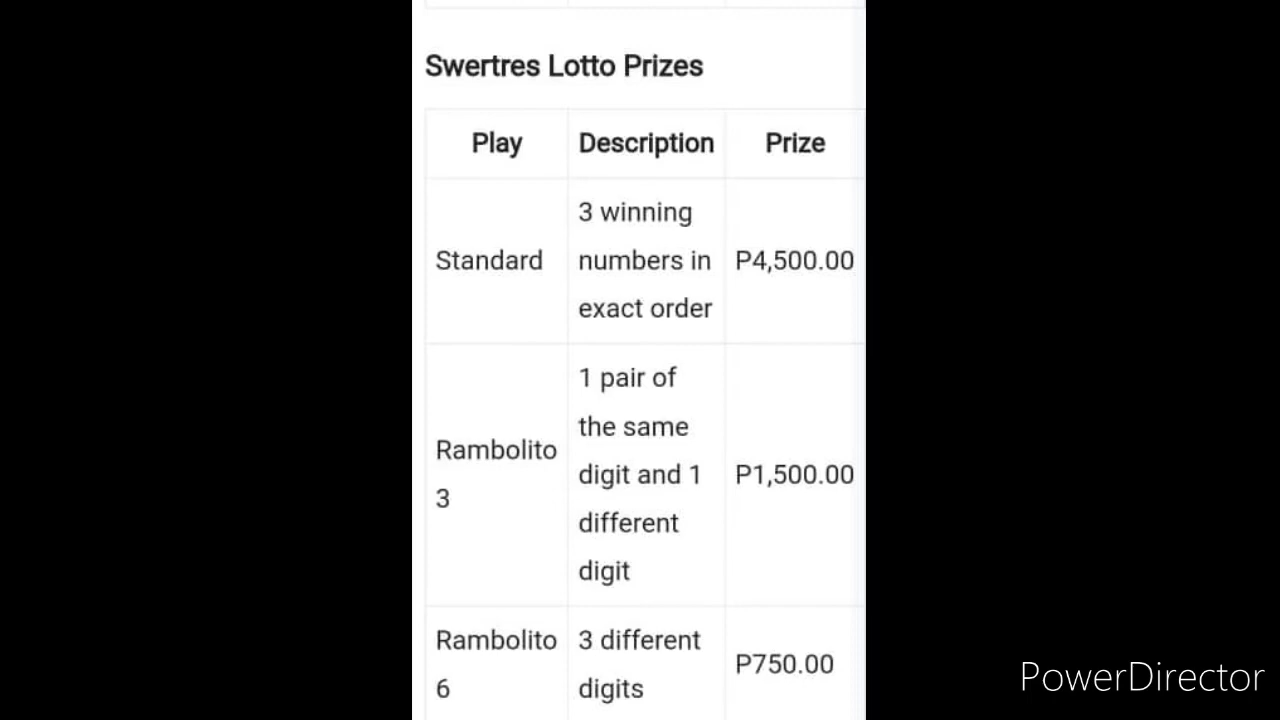 Swertres Lotto Prizes
Play Description Prize
Standard
3 winning
numbers in
exact order
P4,500.00
Rambolito
3
1 pair of
the same
digit and 1
different
digit
P1,500.00
Rambolito
6
3 different
digits
P750.00
PowerDirector